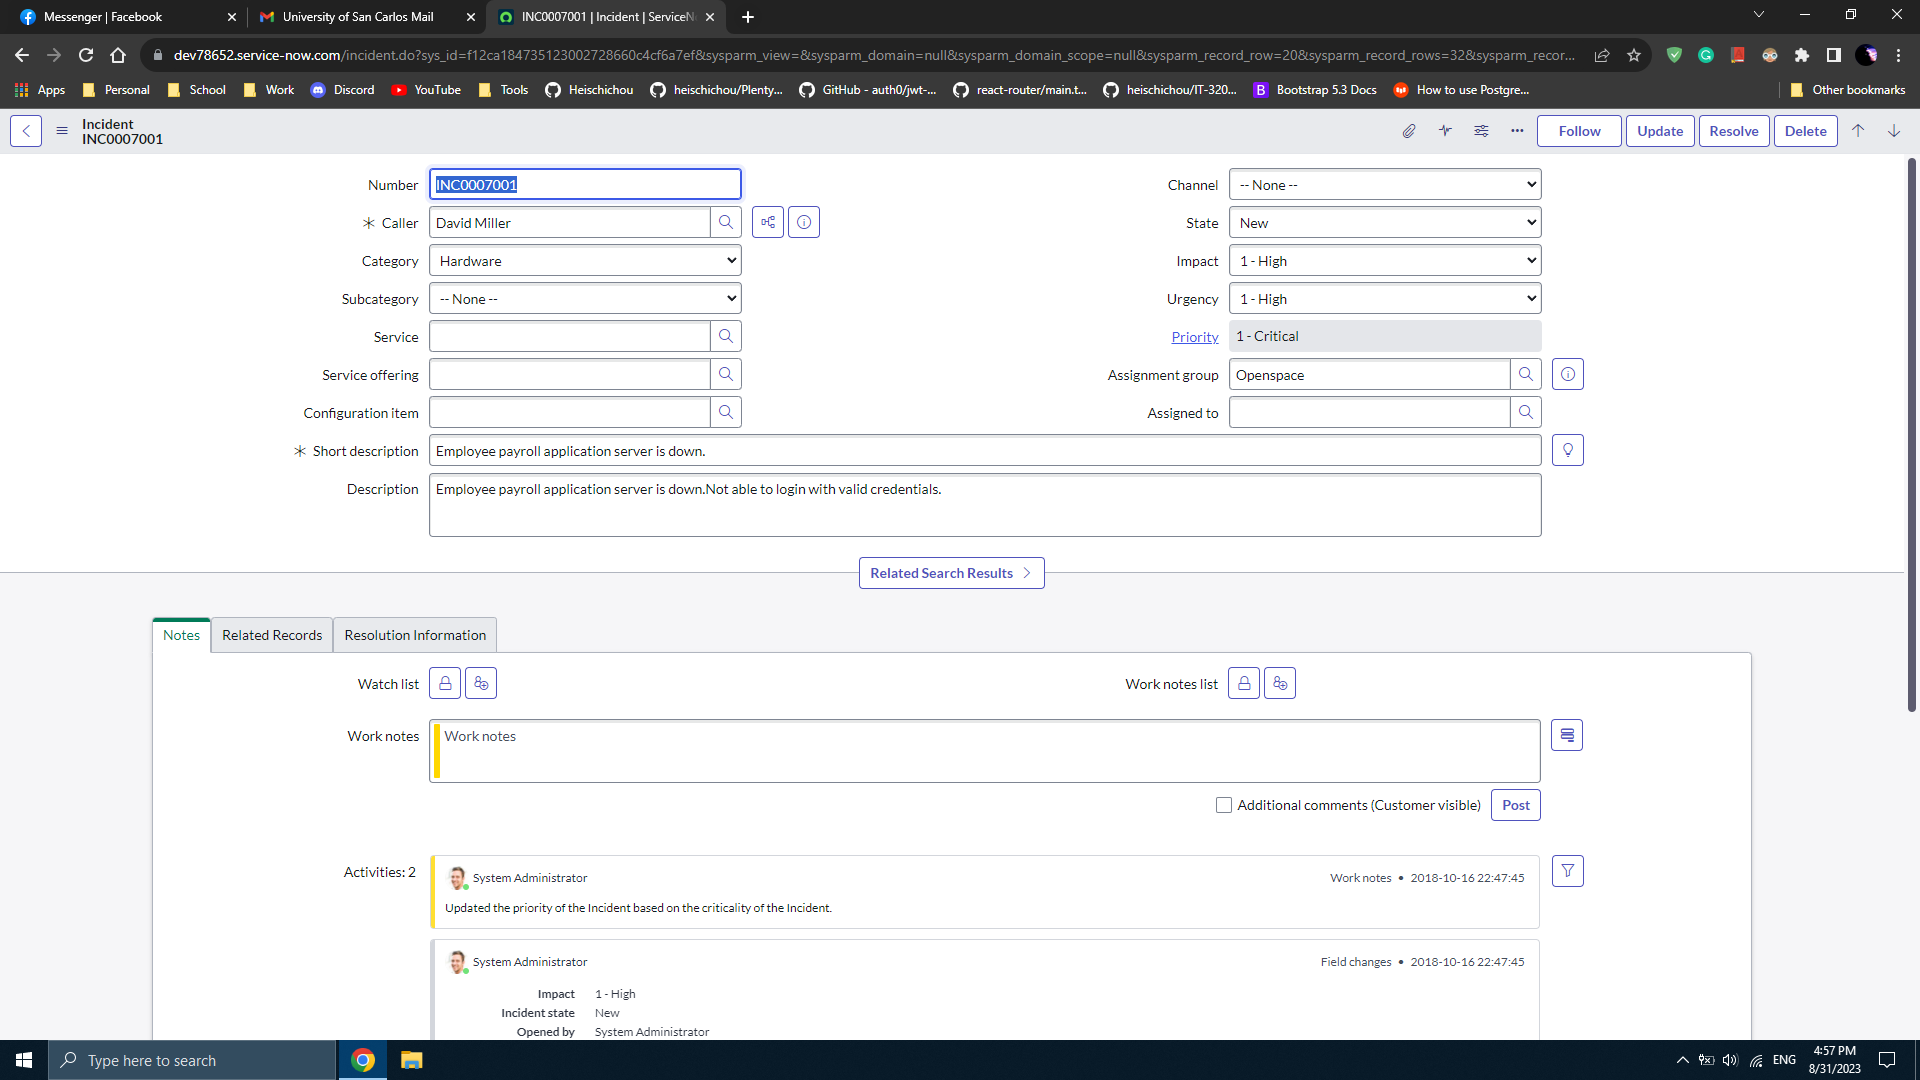 Messenger | Facebook
University of San Carlos Mail
INC0007001 | Incident | ServiceN
dev78652.service-now.com/incident.do?sys_id=f12ca184735123002728660c4cf6a7ef&sysparm_view=&sysparm_domain=null&sysparm_domain_scope=null&sysparm_record_row=20&sysparm_record_rows=32&sysparm_recor...
Apps
Personal
School
Work
Discord
YouTube
Tools
Heischichou
heischichou/Plenty...
GitHub - auth0/jwt-...
react-router/main.t...
heischichou/IT-320...
Bootstrap 5.3 Docs
How to use Postgre...
Other bookmarks
Incident
INC0007001
Follow
Update
Resolve
Delete
Number INC0007001
Channel -- None --
Caller David Miller
State New
Category Hardware
Impact 1 - High
Subcategory -- None --
Urgency 1 - High
Service
Priority 1 - Critical
Service offering
Assignment group Openspace
Configuration item
Assigned to
Short description Employee payroll application server is down.
Description Employee payroll application server is down.Not able to login with valid credentials.
Related Search Results
Notes
Related Records
Resolution Information
Watch list
Work notes list
Work notes Work notes
Additional comments (Customer visible)
Post
Activities: 2
System Administrator
Work notes • 2018-10-16 22:47:45
Updated the priority of the Incident based on the criticality of the Incident.
System Administrator
Field changes • 2018-10-16 22:47:45
Impact 1 - High
Incident state New
Opened by System Administrator
Type here to search
ENG
4:57 PM
8/31/2023